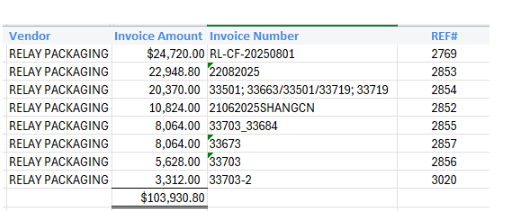 Vendor Invoice Amount Invoice Number REF#
RELAY PACKAGING $24,720.00 RL-CF-20250801 2769
RELAY PACKAGING 22,948.80 22082025 2853
RELAY PACKAGING 20,370.00 33501; 33663/33501/33719; 33719 2854
RELAY PACKAGING 10,824.00 21062025SHANGCN 2852
RELAY PACKAGING 8,064.00 33703_33684 2855
RELAY PACKAGING 8,064.00 33673 2857
RELAY PACKAGING 5,628.00 33703 2856
RELAY PACKAGING 3,312.00 33703-2 3020
$103,930.80